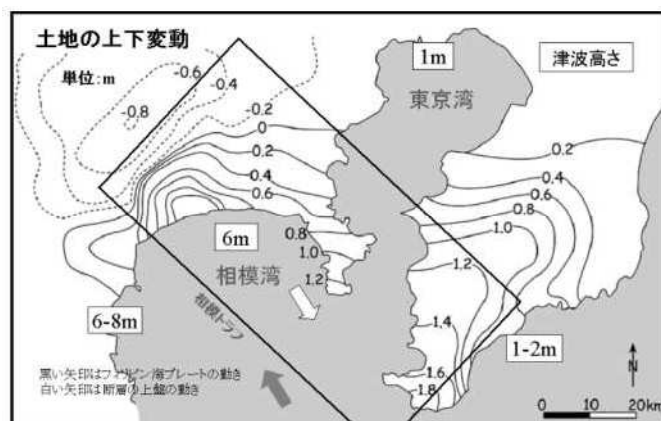 土地の上下変動
単位:m
1m
津波高さ
東京湾
-0.6
-0.4
-0.8
-0.2
0
0.2
0.4
0.6
0.8
1.0
1.2
0.2
0.4
0.6
0.8
1.0
1.2
1.4
1.6
1.8
6m
相模湾
相模トラフ
6-8m
1-2m
黒い矢印はフィリピン海プレートの動き
白い矢印は断層の上盤の動き
N
0 10 20km